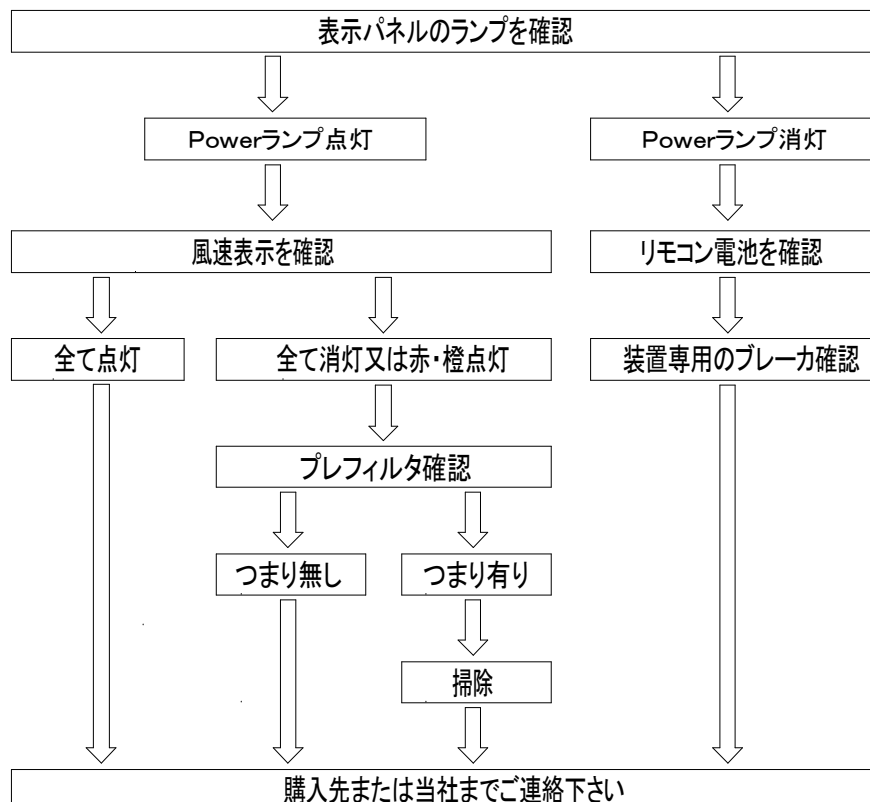 表示パネルのランプを確認
Powerランプ点灯
Powerランプ消灯
風速表示を確認
リモコン電池を確認
全て点灯
全て消灯又は赤・橙点灯
装置専用のブレーカ確認
プレフィルタ確認
つまり無し
つまり有り
掃除
購入先または当社までご連絡下さい